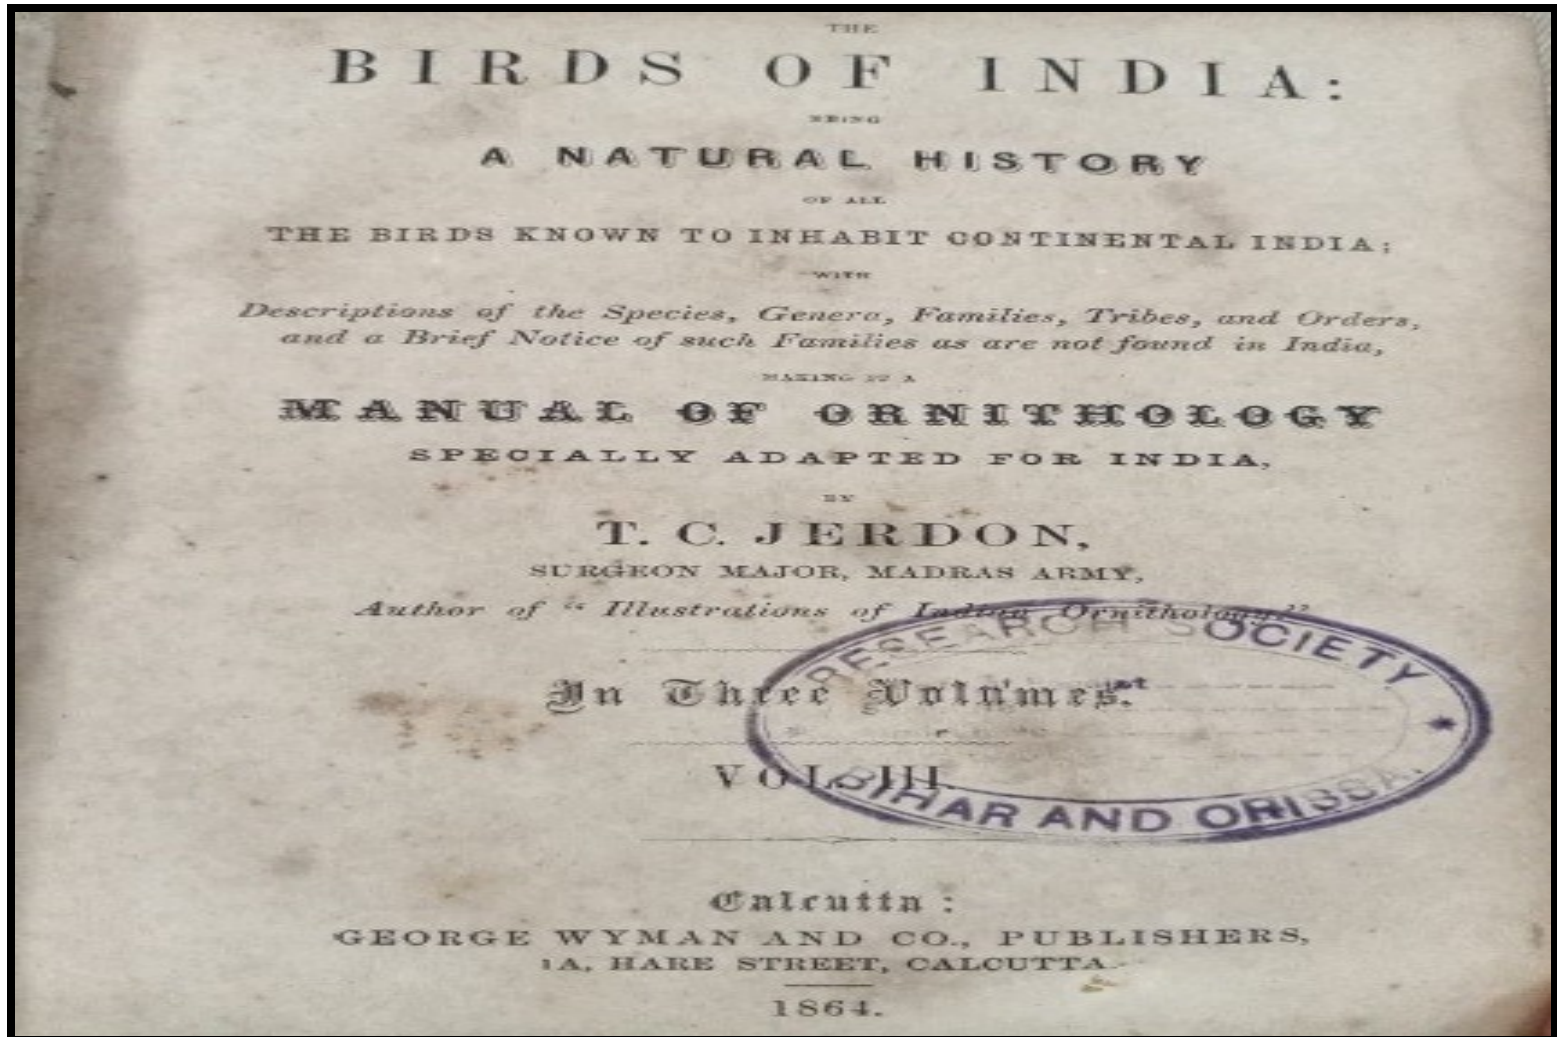 THE
BIRDS OF INDIA:
BEING
A NATURAL HISTORY
OF ALL
THE BIRDS KNOWN TO INHABIT CONTINENTAL INDIA;
WITH
Descriptions of the Species, Genera, Families, Tribes, and Orders,
and a Brief Notice of such Families as are not found in India,
MAKING IT A
MANUAL OF ORNITHOLOGY
SPECIALLY ADAPTED FOR INDIA,
BY
T. C. JERDON,
SURGEON MAJOR, MADRAS ARMY,
Author of “Illustrations of Indian Ornithology.”
RESEARCH SOCIETY
In Three Volumes.
VOL. III.
BIHAR AND ORISSA.
Calcutta:
GEORGE WYMAN AND CO., PUBLISHERS,
1A, HARE STREET, CALCUTTA.
1864.